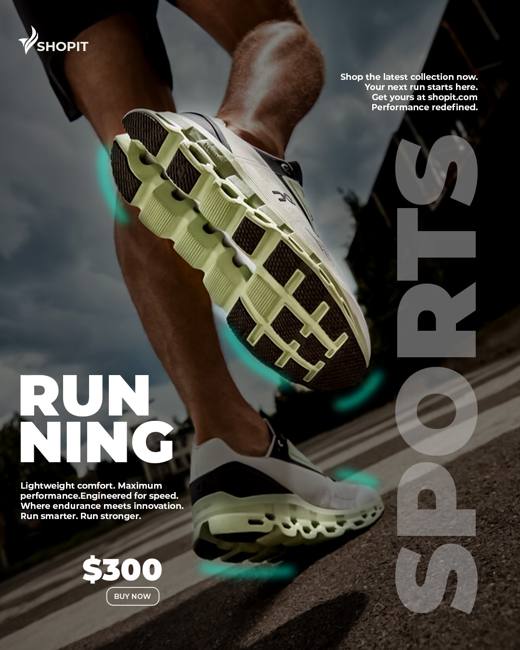 SHOPIT
Shop the latest collection now.
Your next run starts here.
Get yours at shopit.com
Performance redefined.
SPORTS
RUN
NING
Lightweight comfort. Maximum
performance.Engineered for speed.
Where endurance meets innovation.
Run smarter. Run stronger.
$300
BUY NOW